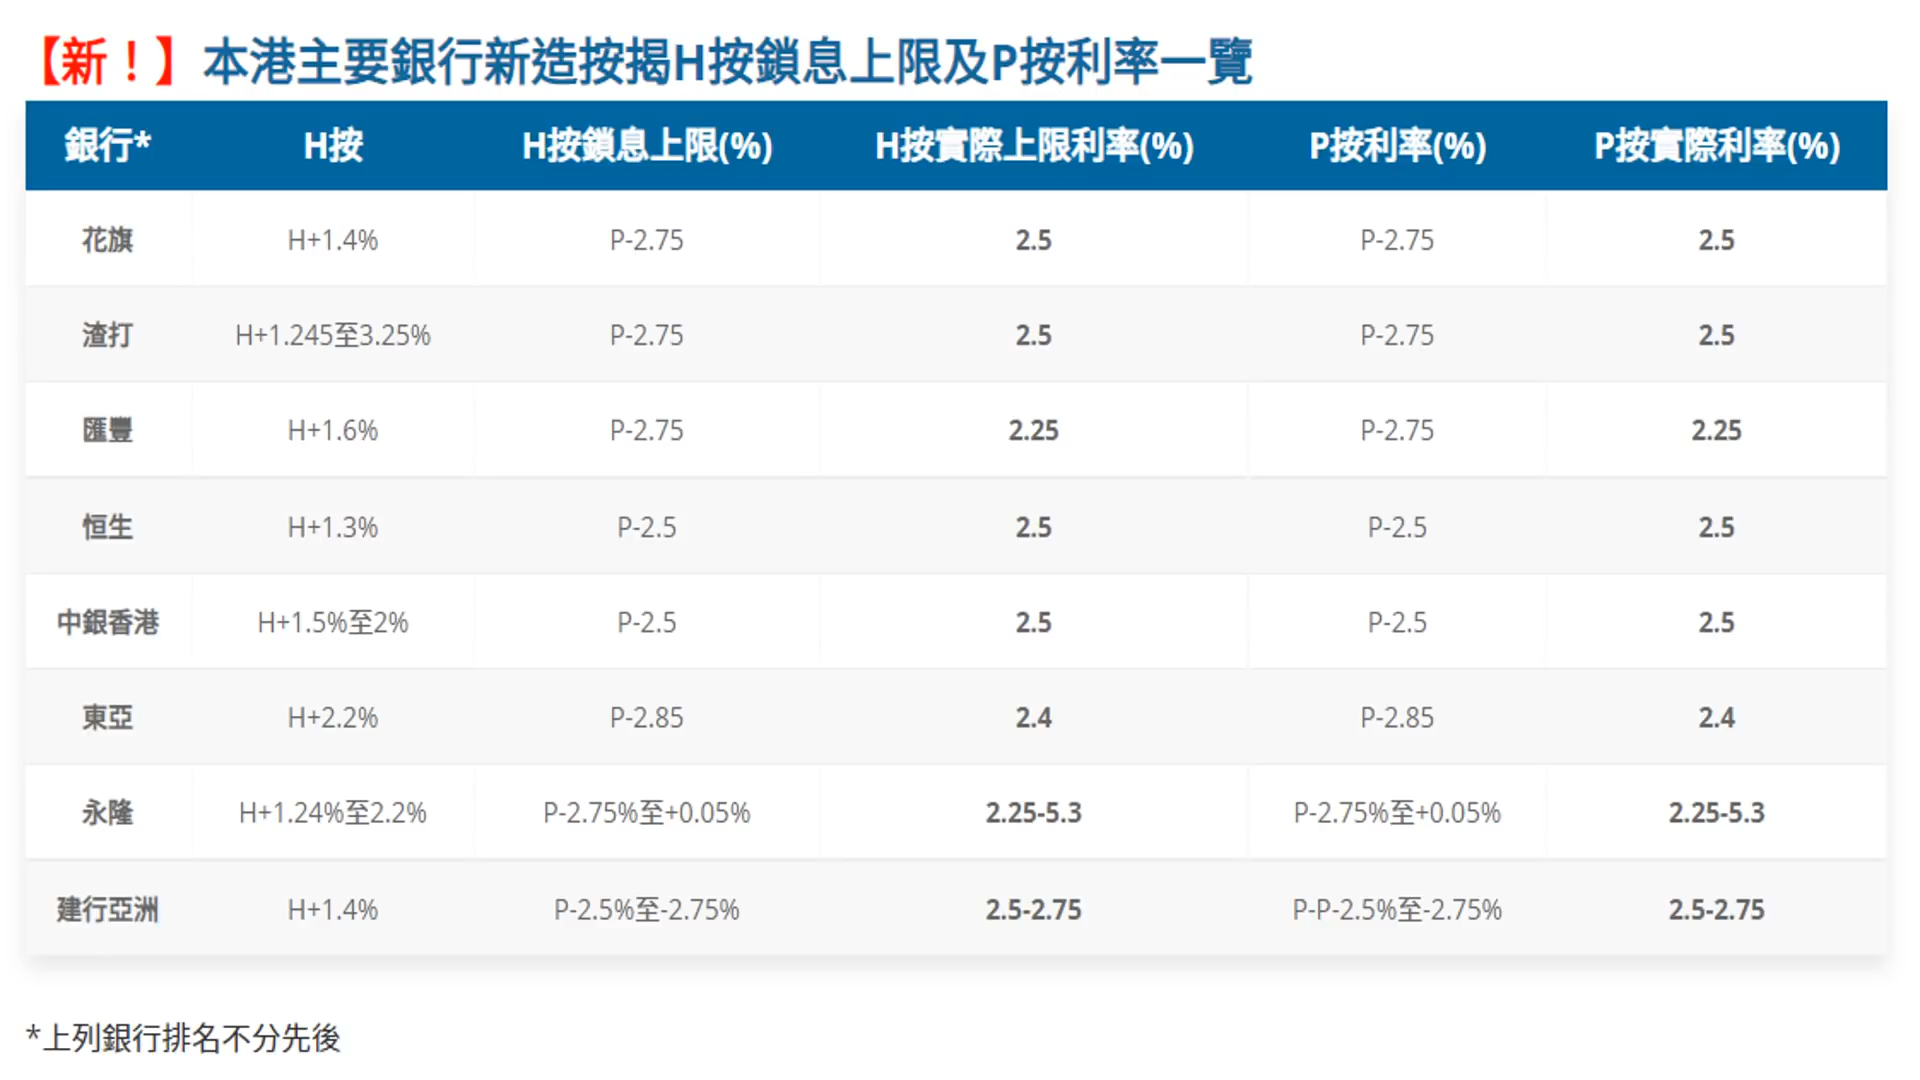 【新！】本港主要銀行新造按揭H按鎖息上限及P按利率一覽
銀行* H按 H按鎖息上限(%) H按實際上限利率(%) P按利率(%) P按實際利率(%)
花旗 H+1.4% P-2.75 2.5 P-2.75 2.5
渣打 H+1.245至3.25% P-2.75 2.5 P-2.75 2.5
匯豐 H+1.6% P-2.75 2.25 P-2.75 2.25
恒生 H+1.3% P-2.5 2.5 P-2.5 2.5
中銀香港 H+1.5%至2% P-2.5 2.5 P-2.5 2.5
東亞 H+2.2% P-2.85 2.4 P-2.85 2.4
永隆 H+1.24%至2.2% P-2.75%至+0.05% 2.25-5.3 P-2.75%至+0.05% 2.25-5.3
建行亞洲 H+1.4% P-2.5%至-2.75% 2.5-2.75 P-P-2.5%至-2.75% 2.5-2.75
*上列銀行排名不分先後